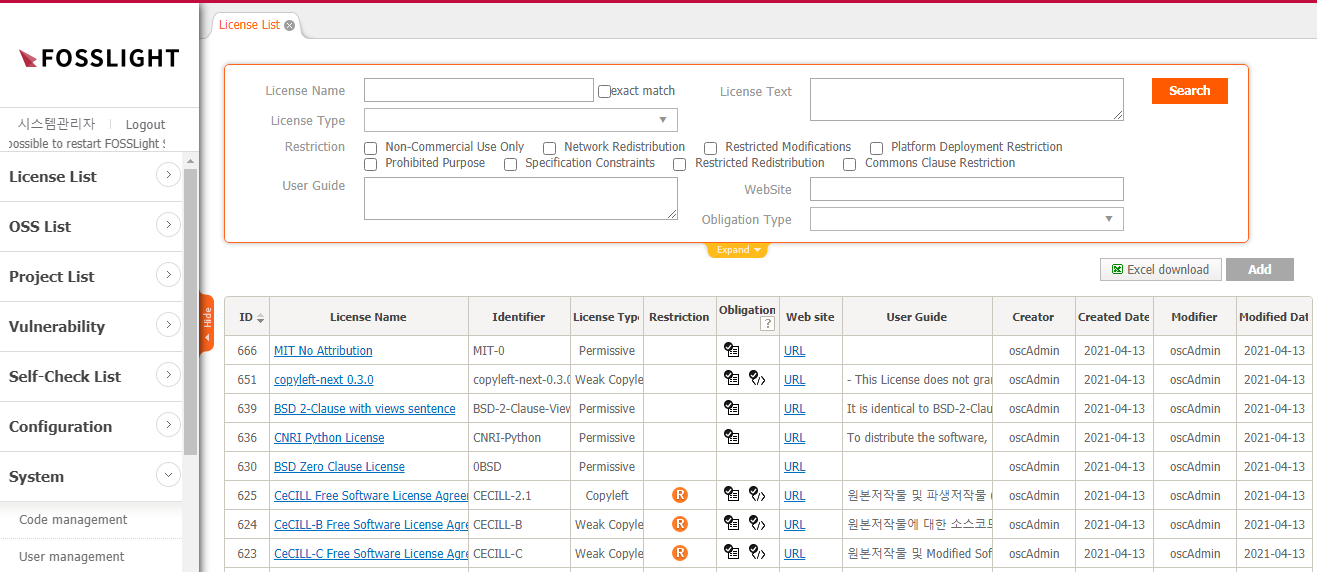 License List
FOSSLIGHT
시스템관리자 Logout
possible to restart FOSSLight
License List
OSS List
Project List
Vulnerability
Self-Check List
Configuration
System
Code management
User management
Hide
License Name exact match License Text Search
License Type
Restriction Non-Commercial Use Only Network Redistribution Restricted Modifications Platform Deployment Restriction
Prohibited Purpose Specification Constraints Restricted Redistribution Commons Clause Restriction
User Guide WebSite
Obligation Type
Expand
Excel download Add
ID License Name Identifier License Type Restriction Obligation ? Web site User Guide Creator Created Date Modifier Modified Dat
666 MIT No Attribution MIT-0 Permissive URL oscAdmin 2021-04-13 oscAdmin 2021-04-13
651 copyleft-next 0.3.0 copyleft-next-0.3.0 Weak Copyle URL - This License does not gran oscAdmin 2021-04-13 oscAdmin 2021-04-13
639 BSD 2-Clause with views sentence BSD-2-Clause-View Permissive URL It is identical to BSD-2-Clau oscAdmin 2021-04-13 oscAdmin 2021-04-13
636 CNRI Python License CNRI-Python Permissive URL To distribute the software, oscAdmin 2021-04-13 oscAdmin 2021-04-13
630 BSD Zero Clause License 0BSD Permissive URL oscAdmin 2021-04-13 oscAdmin 2021-04-13
625 CeCILL Free Software License Agreer CECILL-2.1 Copyleft R URL 원본저작물 및 파생저작물 ( oscAdmin 2021-04-13 oscAdmin 2021-04-13
624 CeCILL-B Free Software License Agre CECILL-B Weak Copyle R URL 원본저작물에 대한 소스코드 oscAdmin 2021-04-13 oscAdmin 2021-04-13
623 CeCILL-C Free Software License Agre CECILL-C Weak Copyle R URL 원본저작물 및 Modified Sof oscAdmin 2021-04-13 oscAdmin 2021-04-13